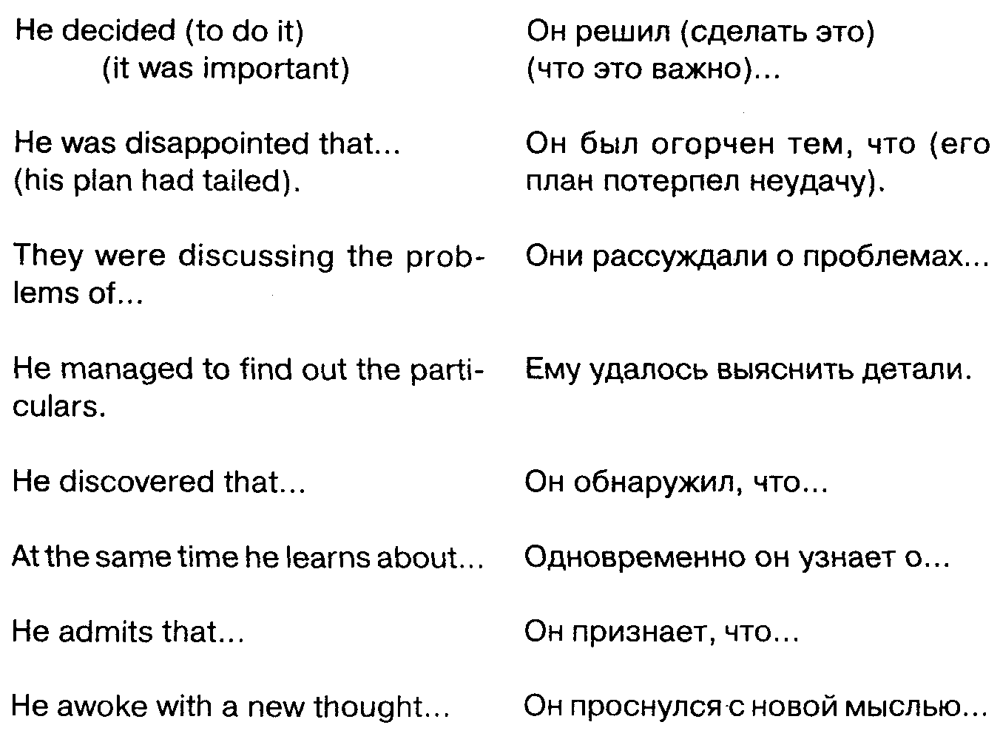 He decided (to do it)
(it was important)
Он решил (сделать это)
(что это важно)...
He was disappointed that...
(his plan had tailed).
Он был огорчен тем, что (его
план потерпел неудачу).
They were discussing the prob-
lems of...
Они рассуждали о проблемах...
He managed to find out the parti-
culars.
Ему удалось выяснить детали.
He discovered that...
Он обнаружил, что...
At the same time he learns about...
Одновременно он узнает о...
He admits that...
Он признает, что...
He awoke with a new thought...
Он проснулся с новой мыслью...